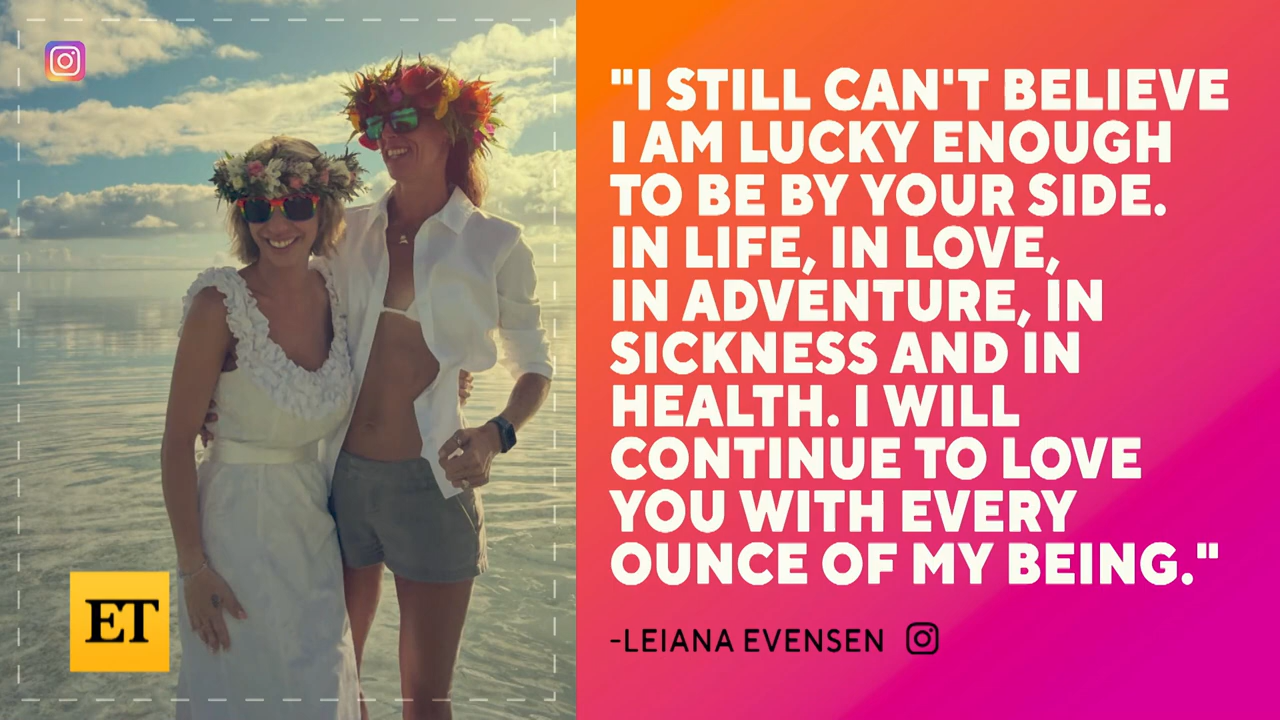 "I STILL CAN'T BELIEVE
I AM LUCKY ENOUGH
TO BE BY YOUR SIDE.
IN LIFE, IN LOVE,
IN ADVENTURE, IN
SICKNESS AND IN
HEALTH. I WILL
CONTINUE TO LOVE
YOU WITH EVERY
OUNCE OF MY BEING."
-LEIANA EVENSEN
ET